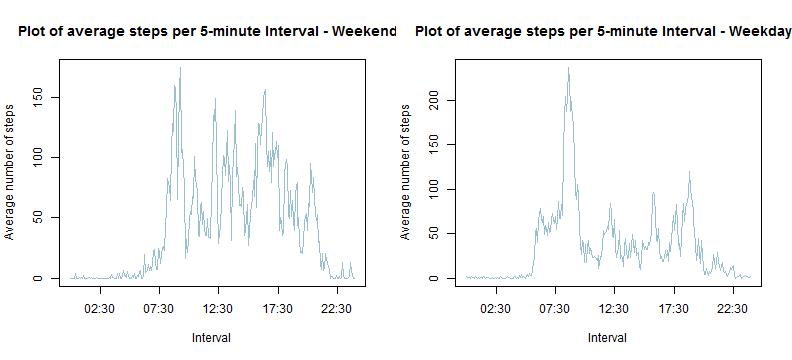 Plot of average steps per 5-minute Interval - Weekend
Average number of steps
150
100
50
0
02:30 07:30 12:30 17:30 22:30
Interval
Plot of average steps per 5-minute Interval - Weekday
Average number of steps
200
150
100
50
0
02:30 07:30 12:30 17:30 22:30
Interval